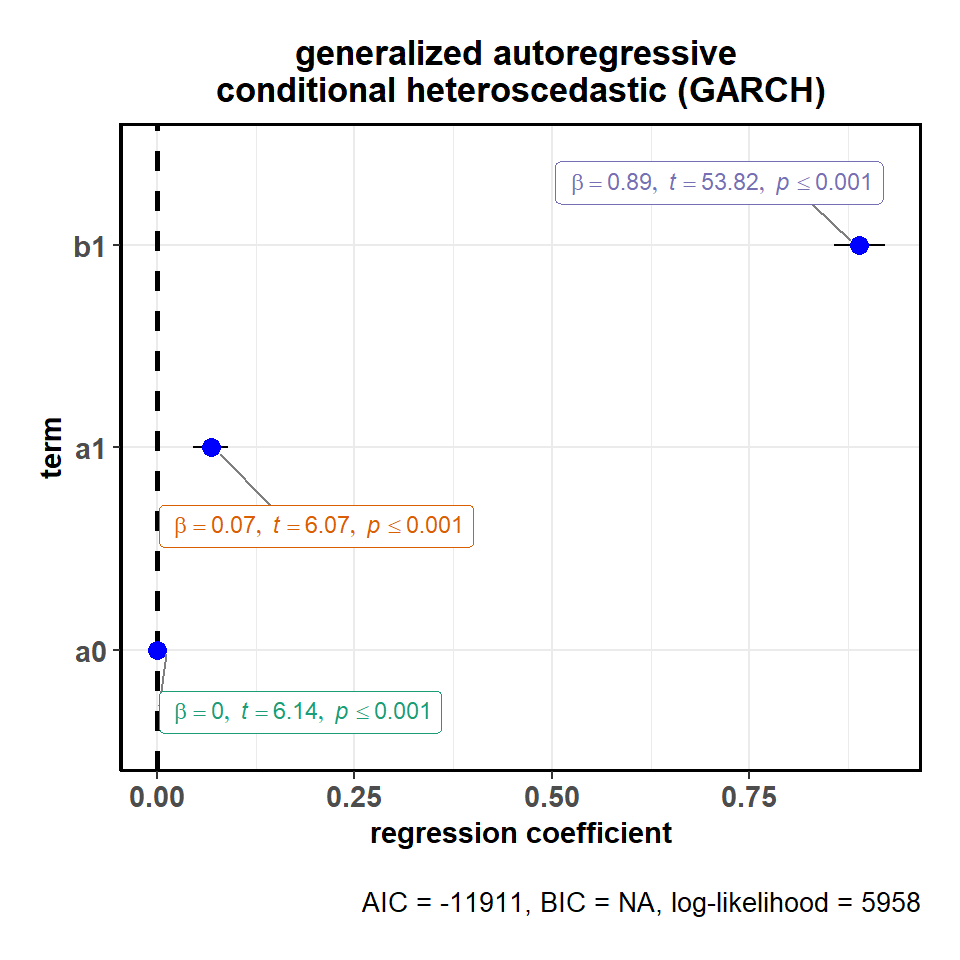 generalized autoregressive
conditional heteroscedastic (GARCH)
β = 0.89, t = 53.82, p ≤ 0.001
b1
term
a1
β = 0.07, t = 6.07, p ≤ 0.001
a0
β = 0, t = 6.14, p ≤ 0.001
0.00 0.25 0.50 0.75
regression coefficient
AIC = -11911, BIC = NA, log-likelihood = 5958